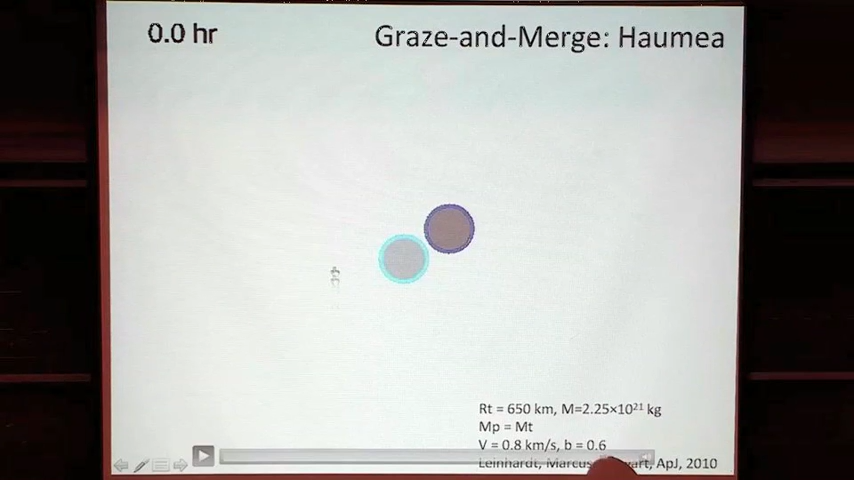 0.0 hr
Graze-and-Merge: Haumea
Rt = 650 km, M=2.25×10²¹ kg
Mp = Mt
V = 0.8 km/s, b = 0.6
Leinhardt, Marcus, ApJ, 2010